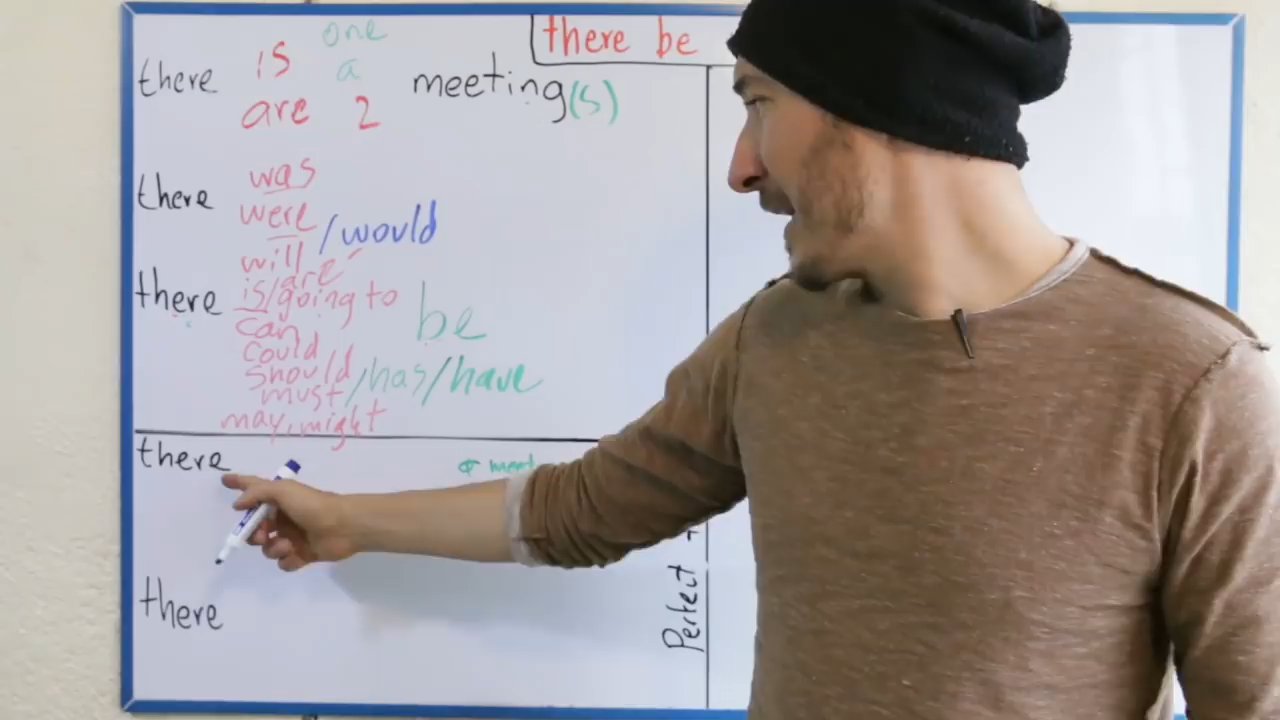 there be
one
there is a meeting(s)
are 2
there was
were
will /would
are
there is/going to be
can
could
should /has/have
must
may, might
there
there
Perfect